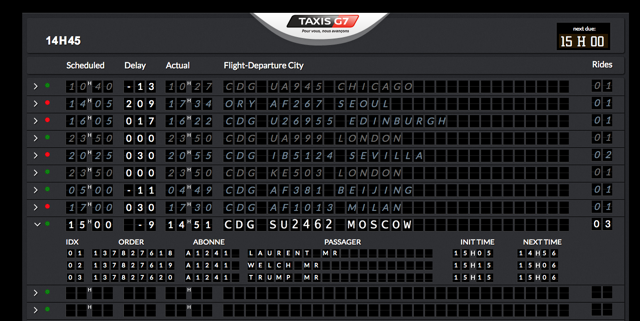 TAXIS G7
Pour vous, nous avançons
14H45
next due:
15 H 00
Scheduled Delay Actual Flight-Departure City Rides
10H40 -13 10H27 CDG UA945 CHICAGO 01
14H05 209 17H34 ORY AF267 SEOUL 01
16H05 017 16H22 CDG U26955 EDINBURGH 01
23H50 000 23H50 CDG UA999 LONDON 01
20H25 030 20H55 CDG IB5124 SEVILLA 02
23H50 000 23H50 CDG KE503 LONDON 01
05H00 -11 04H49 CDG AF381 BEIJING 01
17H00 030 17H30 CDG AF1013 MILAN 01
15H00 -9 14H51 CDG SU2462 MOSCOW 03
IDX ORDER ABONNE PASSAGER INIT TIME NEXT TIME
01 137827618 A1241 LAURENT MR 15H05 14H56
02 137827619 A1241 WELCH MR 15H15 15H06
03 137827620 A1241 TRUMP MR 15H15 15H06
H H
H H